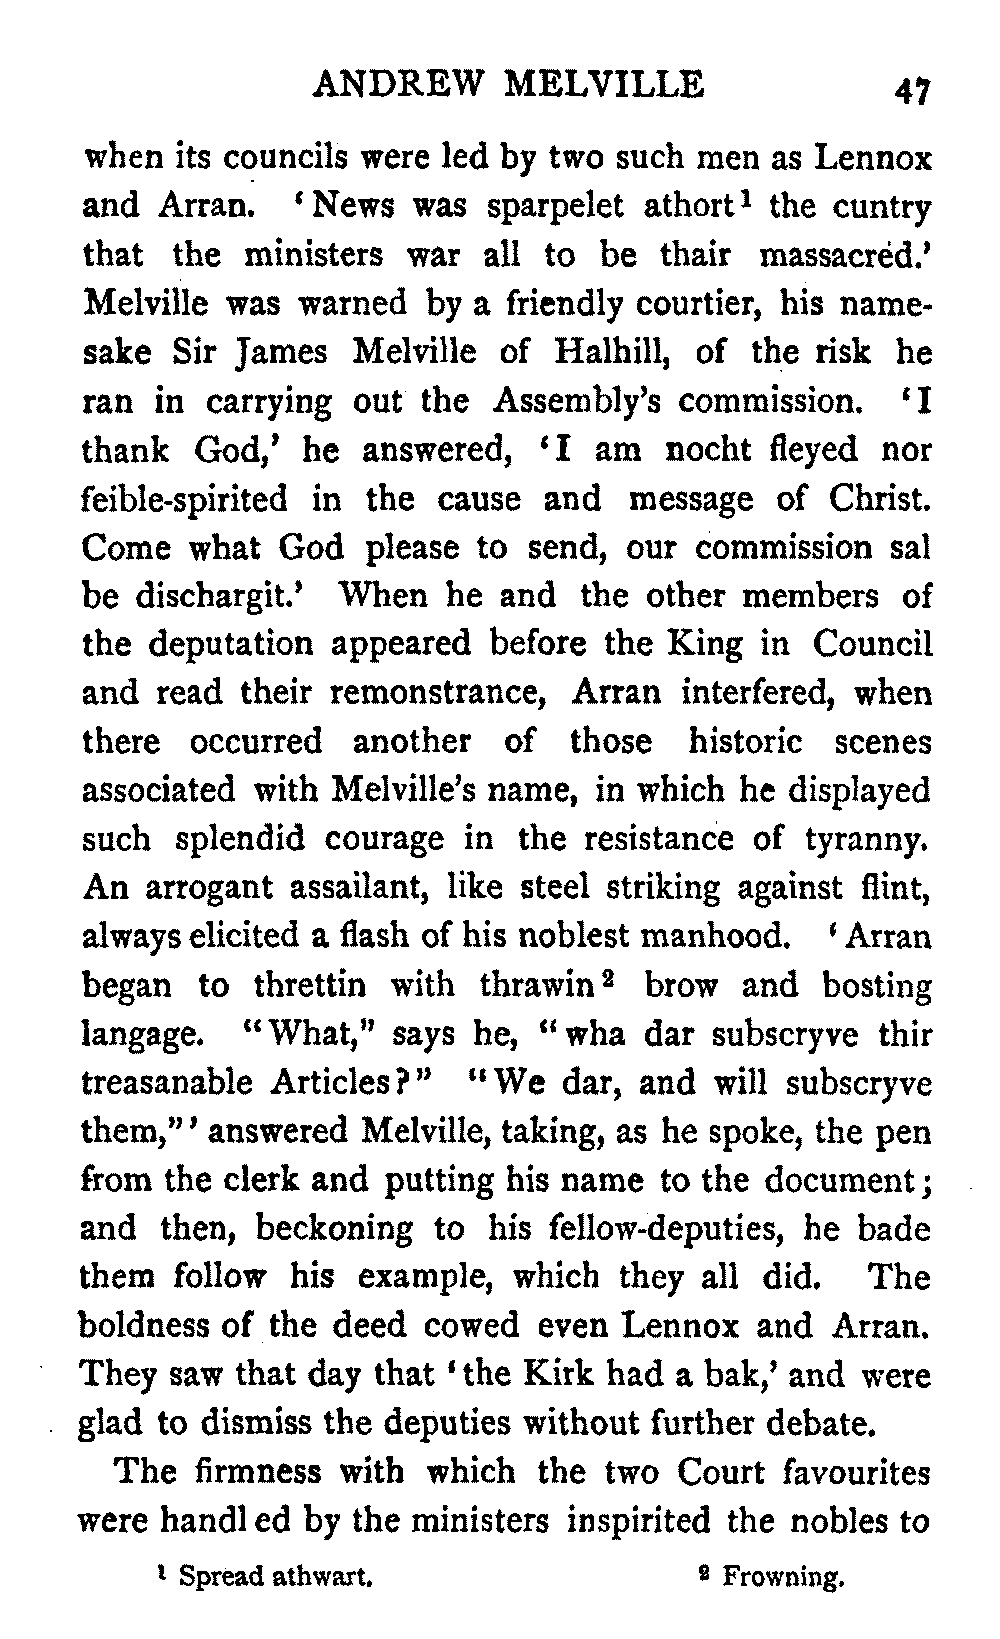 ANDREW MELVILLE 47
when its councils were led by two such men as Lennox
and Arran. ‘News was sparpelet athort¹ the cuntry
that the ministers war all to be thair massacred.’
Melville was warned by a friendly courtier, his name-
sake Sir James Melville of Halhill, of the risk he
ran in carrying out the Assembly’s commission. ‘I
thank God,’ he answered, ‘I am nocht fleyed nor
feible-spirited in the cause and message of Christ.
Come what God please to send, our commission sal
be dischargit.’ When he and the other members of
the deputation appeared before the King in Council
and read their remonstrance, Arran interfered, when
there occurred another of those historic scenes
associated with Melville’s name, in which he displayed
such splendid courage in the resistance of tyranny.
An arrogant assailant, like steel striking against flint,
always elicited a flash of his noblest manhood. ‘Arran
began to threttin with thrawin² brow and bosting
langage. “What,” says he, “wha dar subscryve thir
treasanable Articles?” “We dar, and will subscryve
them,”’ answered Melville, taking, as he spoke, the pen
from the clerk and putting his name to the document;
and then, beckoning to his fellow-deputies, he bade
them follow his example, which they all did. The
boldness of the deed cowed even Lennox and Arran.
They saw that day that ‘the Kirk had a bak,’ and were
glad to dismiss the deputies without further debate.
The firmness with which the two Court favourites
were handled by the ministers inspirited the nobles to
¹ Spread athwart. ² Frowning.